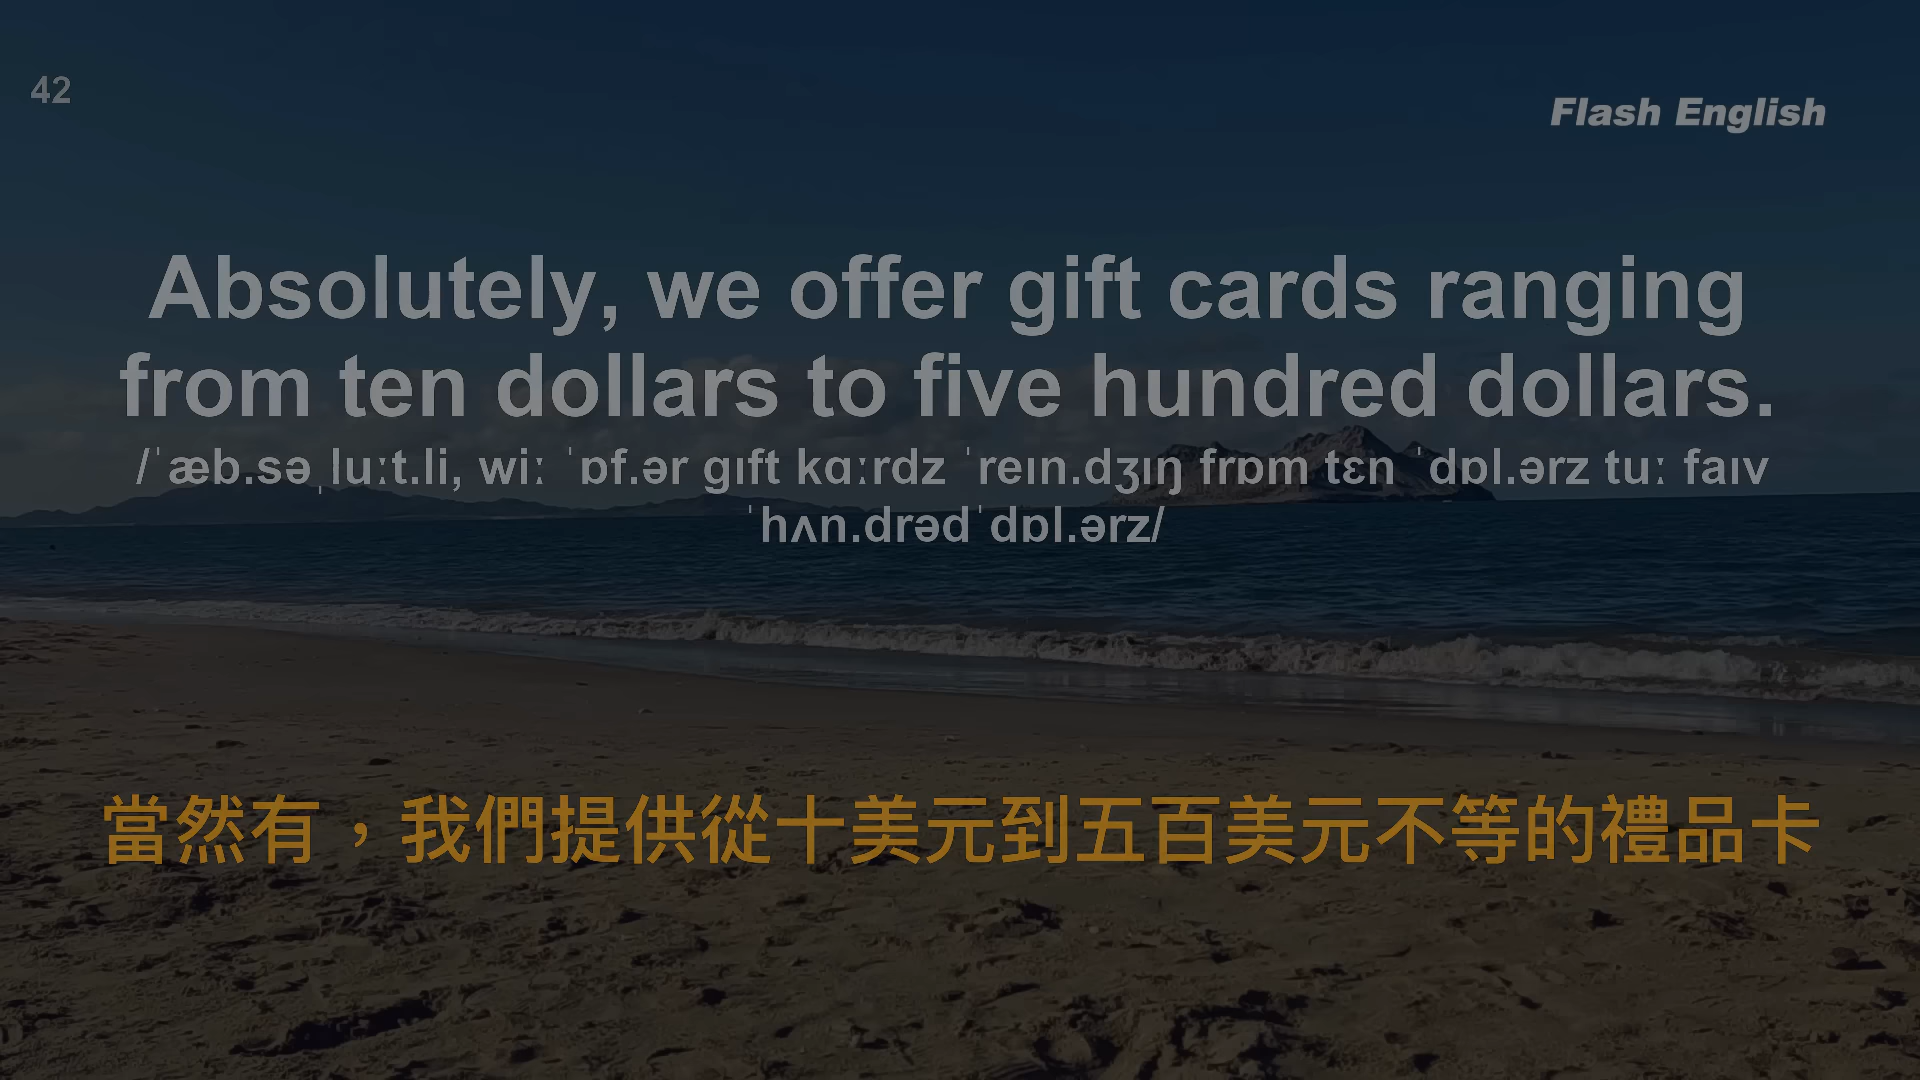 42
Flash English
Absolutely, we offer gift cards ranging
from ten dollars to five hundred dollars.
/ˈæb.səˌluːt.li, wiː ˈɒf.ər ɡɪft kɑːrdz ˈreɪn.dʒɪŋ frɒm tɛn ˈdɒl.ərz tuː faɪv
ˈhʌn.drədˈdɒl.ərz/
當然有，我們提供從十美元到五百美元不等的禮品卡